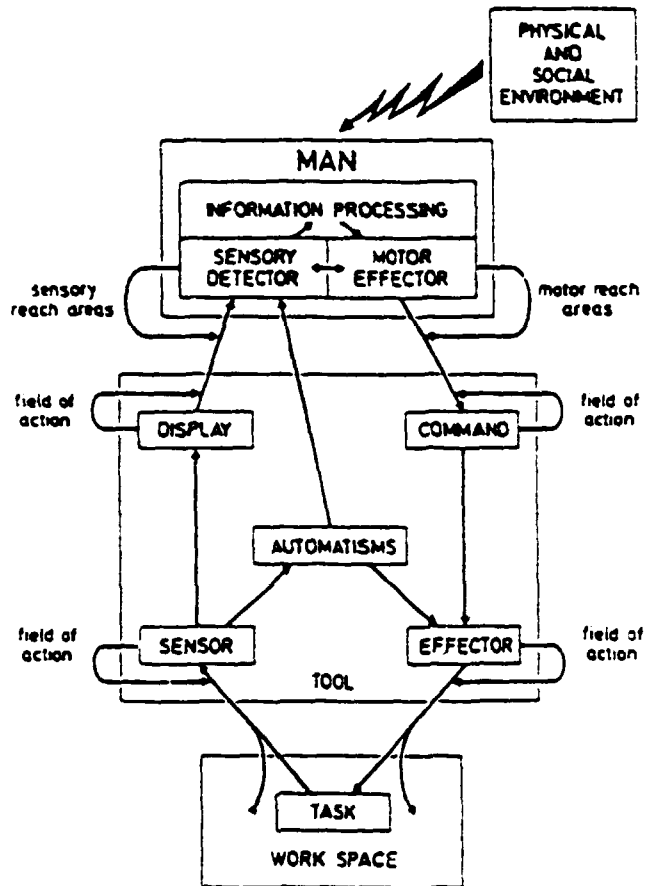 PHYSICAL
AND
SOCIAL
ENVIRONMENT
MAN
INFORMATION PROCESSING
SENSORY
DETECTOR
MOTOR
EFFECTOR
sensory
reach areas
motor reach
areas
field of
action
DISPLAY
COMMAND
field of
action
AUTOMATISMS
field of
action
SENSOR
EFFECTOR
field of
action
TOOL
TASK
WORK SPACE